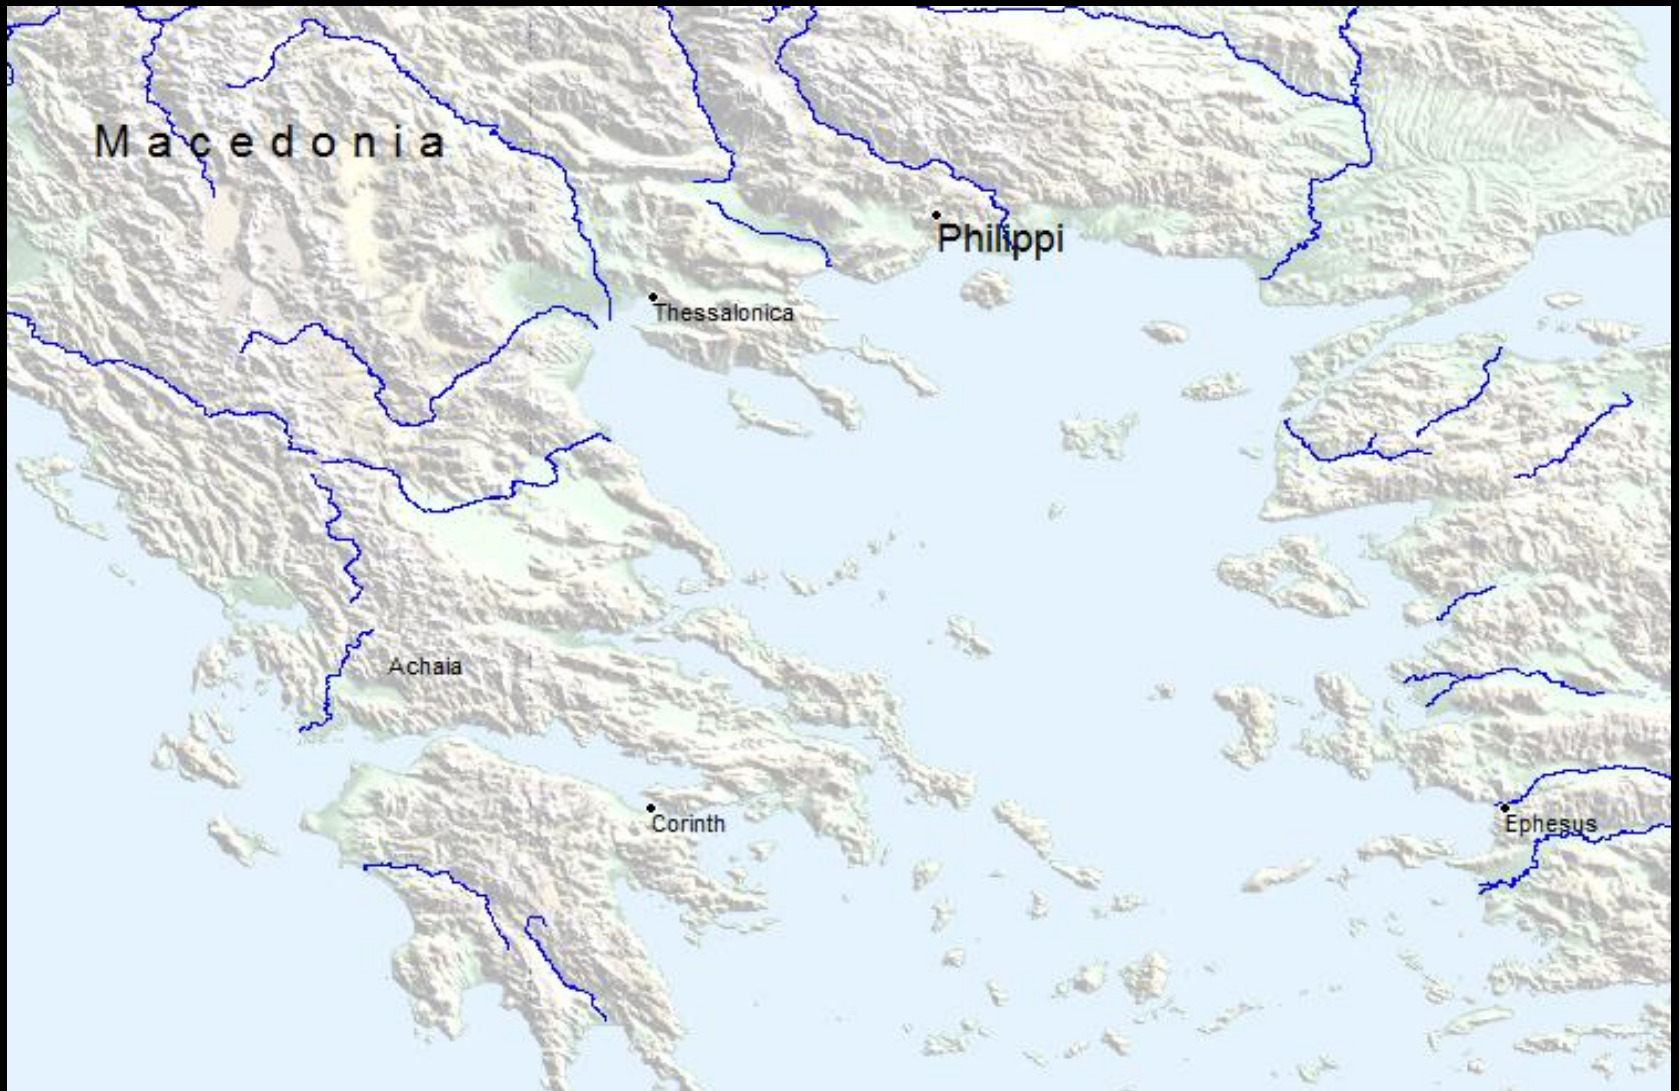 Macedonia
Philippi
Thessalonica
Achaia
Corinth
Ephesus